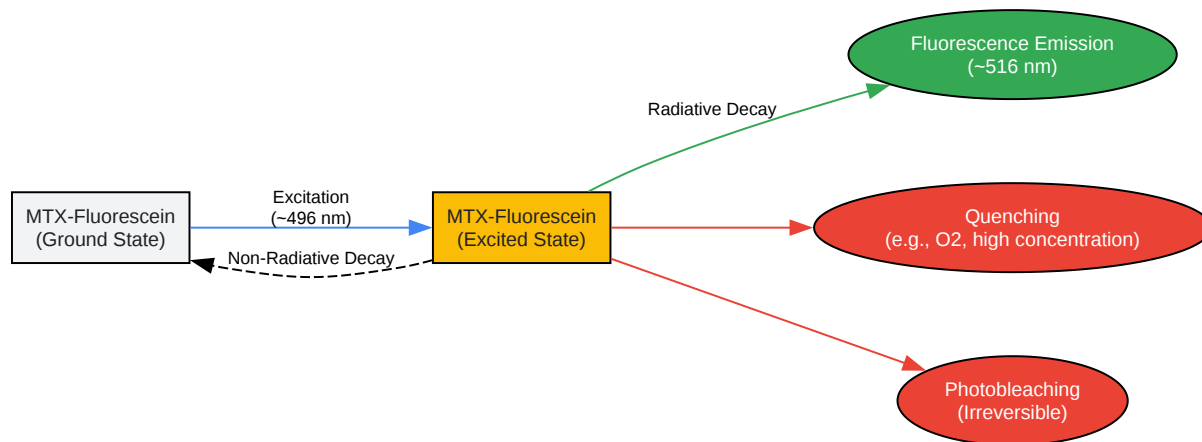 Fluorescence Emission
(~516 nm)
Radiative Decay
Excitation
(~496 nm)
MTX-Fluorescein
(Ground State)
MTX-Fluorescein
(Excited State)
Quenching
(e.g., O2, high concentration)
Non-Radiative Decay
Photobleaching
(Irreversible)